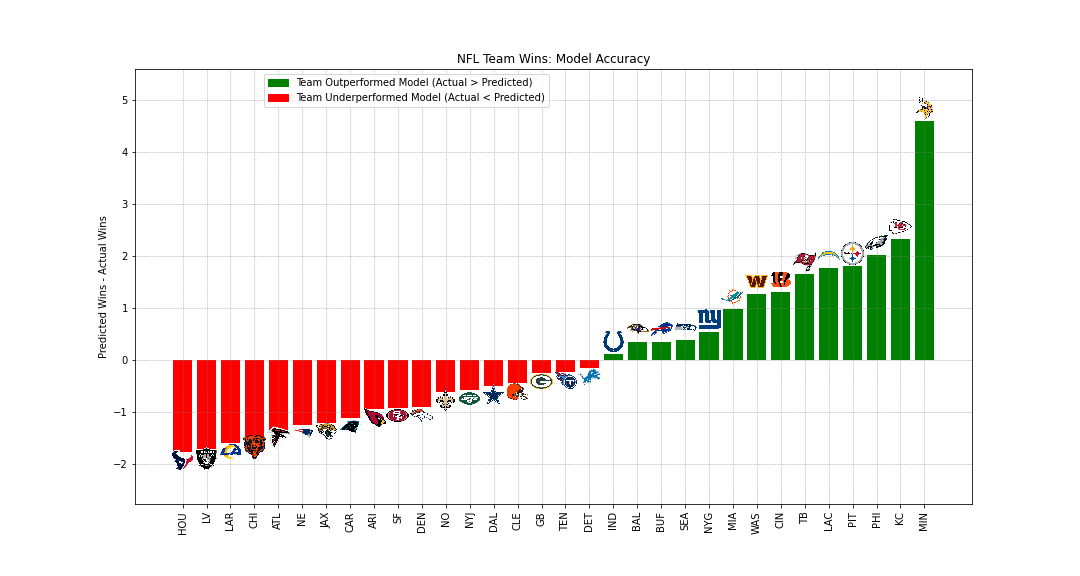 NFL Team Wins: Model Accuracy
Team Outperformed Model (Actual > Predicted)
Team Underperformed Model (Actual < Predicted)
Predicted Wins - Actual Wins
5
4
3
2
1
0
−1
−2
W
ny
G
T
HOU
LV
LAR
CHI
ATL
NE
JAX
CAR
ARI
SF
DEN
NO
NYJ
DAL
CLE
GB
TEN
DET
IND
BAL
BUF
SEA
NYG
MIA
WAS
CIN
TB
LAC
PIT
PHI
KC
MIN